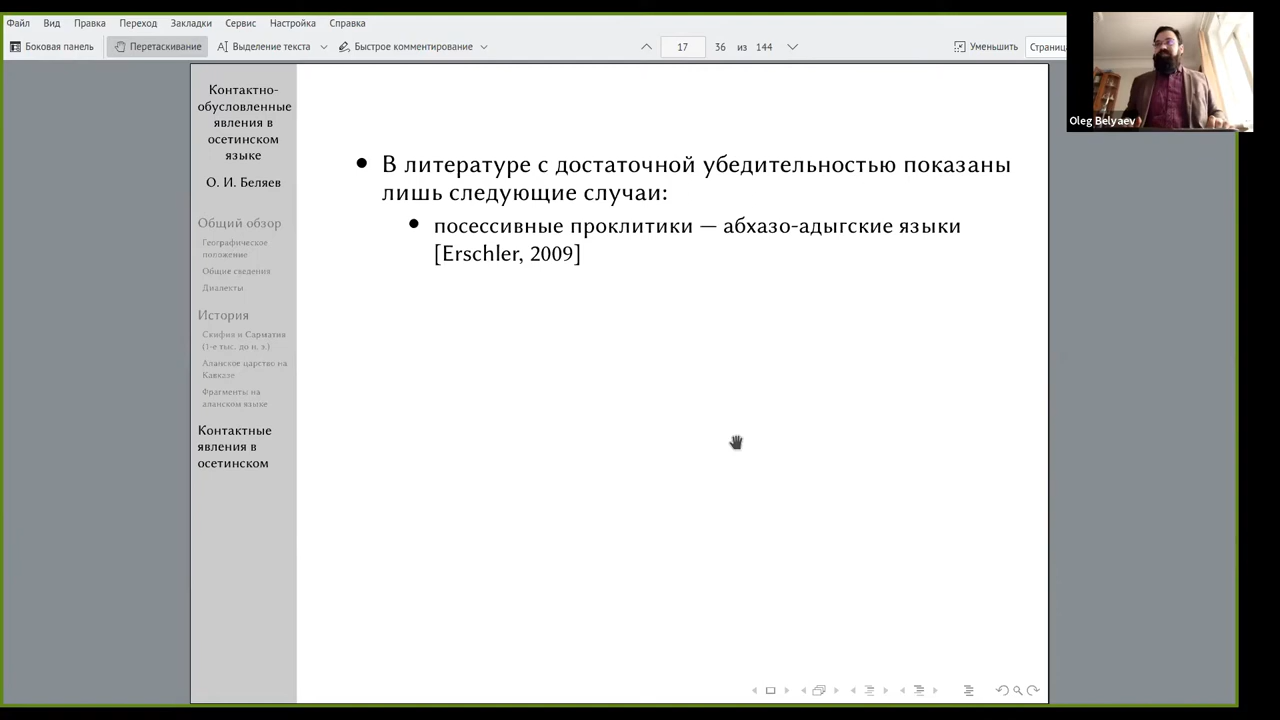 Файл Вид Правка Переход Закладки Сервис Настройка Справка
Боковая панель Перетаскивание Выделение текста Быстрое комментирование 17 36 из 144 Уменьшить Страница
Oleg Belyaev
Контактно-
обусловленные
явления в
осетинском
языке
О. И. Беляев
Общий обзор
Географическое
положение
Общие сведения
Диалекты
История
Скифия и Сарматия
(1-е тыс. до н. э.)
Аланское царство на
Кавказе
Фрагменты на
аланском языке
Контактные
явления в
осетинском
• В литературе с достаточной убедительностью показаны
лишь следующие случаи:
• посессивные проклитики — абхазо-адыгские языки
[Erschler, 2009]